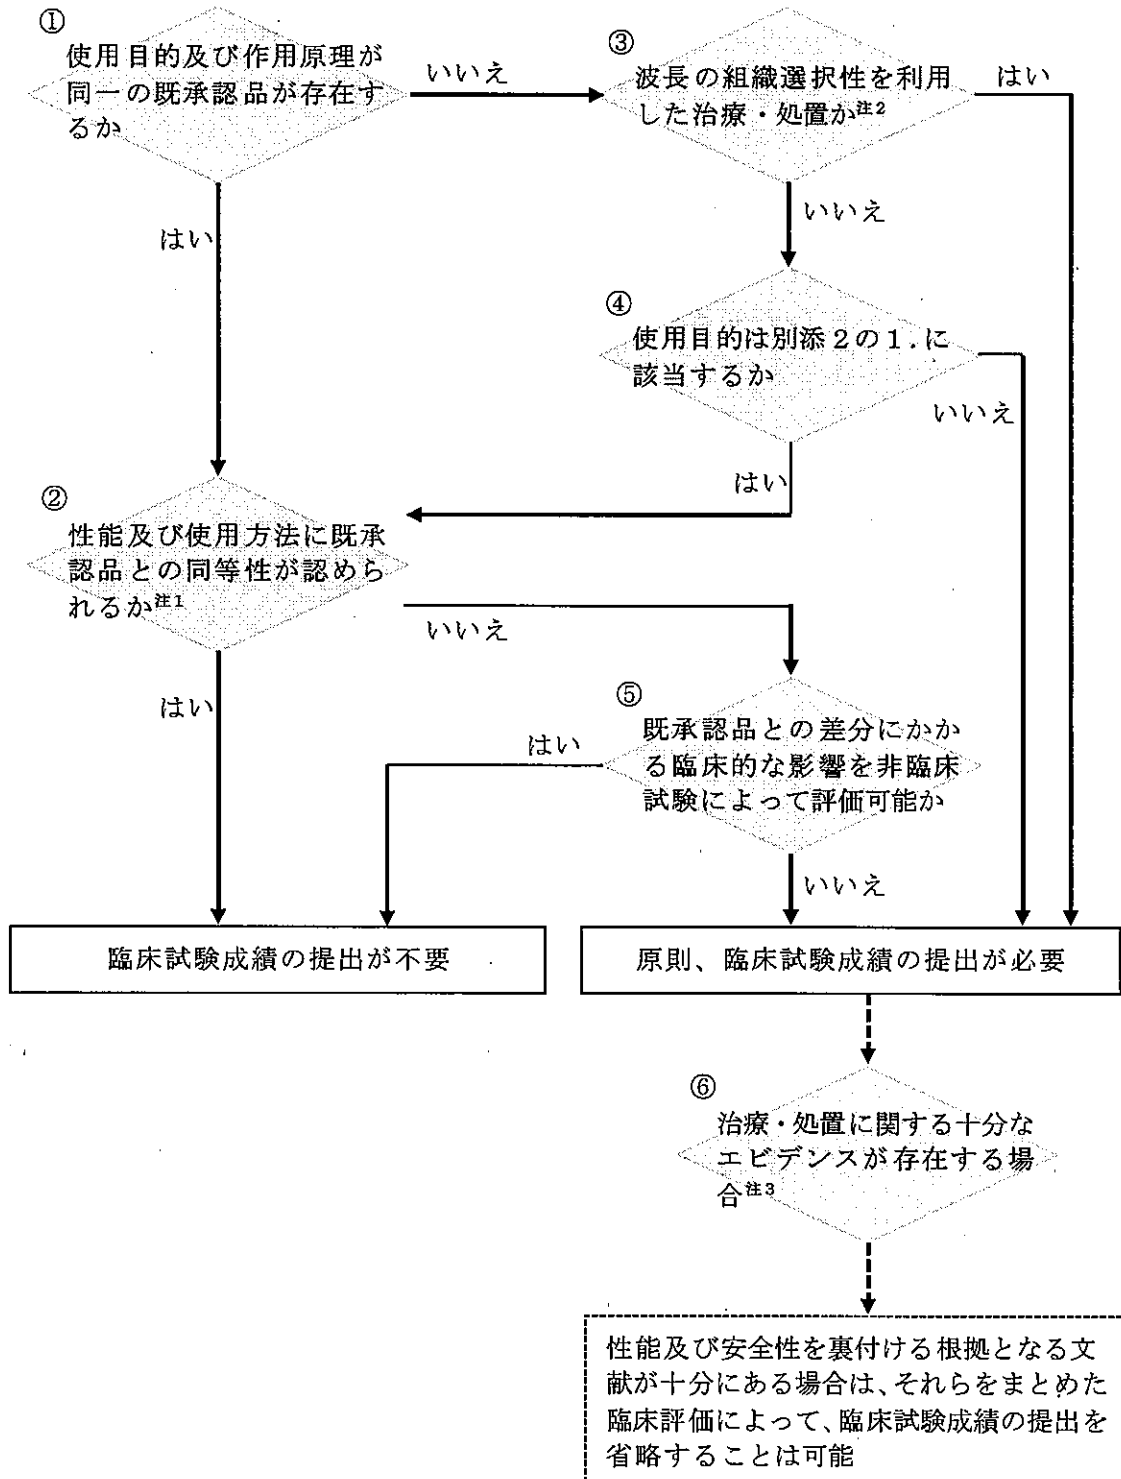 ①
使用目的及び作用原理が
同一の既承認品が存在す
るか
いいえ
③
波長の組織選択性を利用
した治療・処置か注2
はい
はい
いいえ
④
使用目的は別添2の1.に
該当するか
いいえ
はい
②
性能及び使用方法に既承
認品との同等性が認めら
れるか注1
いいえ
はい
⑤
既承認品との差分にかか
る臨床的な影響を非臨床
試験によって評価可能か
はい
いいえ
臨床試験成績の提出が不要
原則、臨床試験成績の提出が必要
⑥
治療・処置に関する十分な
エビデンスが存在する場
合注3
性能及び安全性を裏付ける根拠となる文
献が十分にある場合は、それらをまとめた
臨床評価によって、臨床試験成績の提出を
省略することは可能